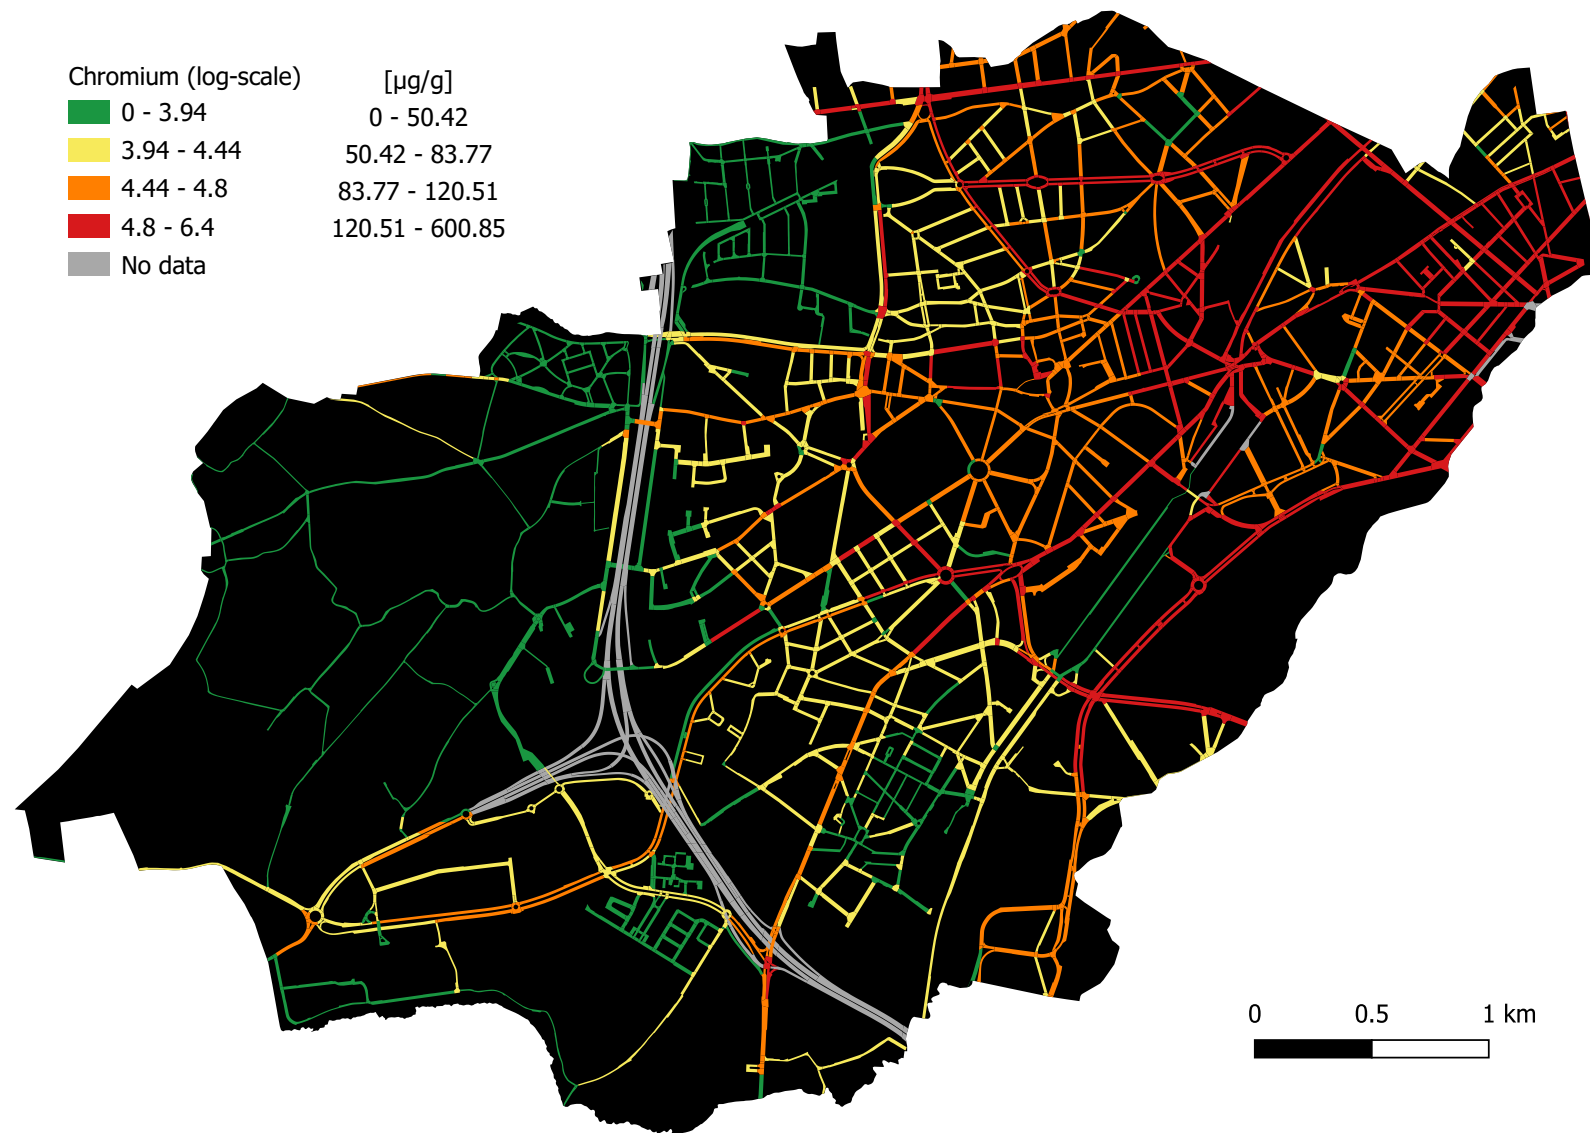 Chromium (log-scale) [µg/g]
0 - 3.94 0 - 50.42
3.94 - 4.44 50.42 - 83.77
4.44 - 4.8 83.77 - 120.51
4.8 - 6.4 120.51 - 600.85
No data
0 0.5 1 km